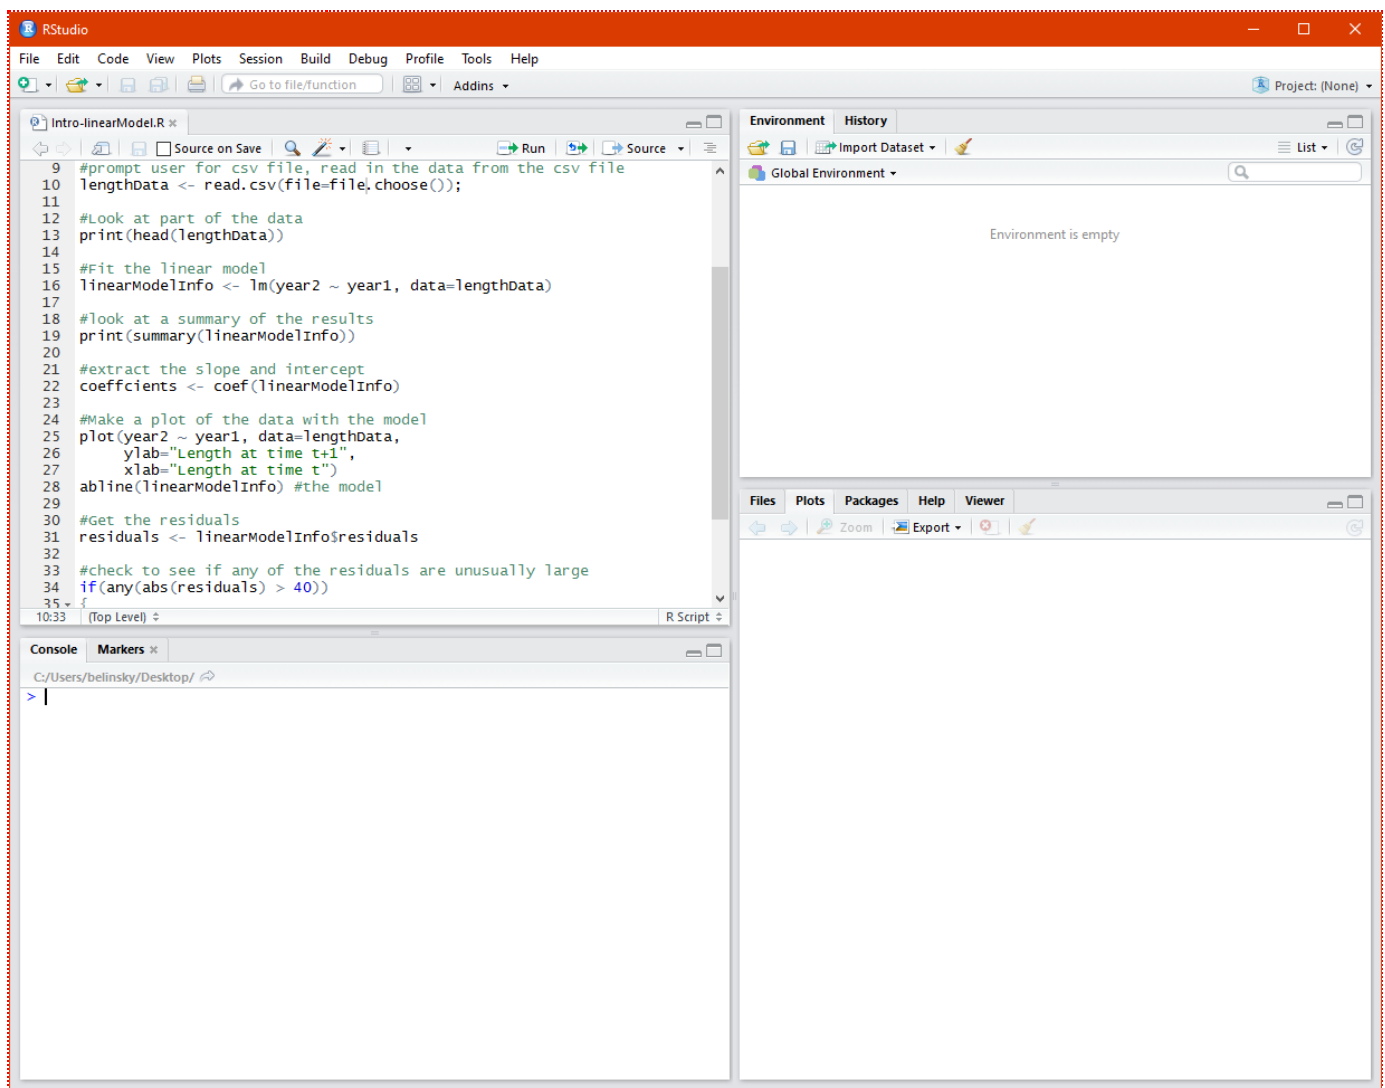 RStudio
File Edit Code View Plots Session Build Debug Profile Tools Help
Go to file/function Addins Project: (None)
Intro-linearModel.R
Source on Save Run Source
9 #prompt user for csv file, read in the data from the csv file
10 lengthData <- read.csv(file=file.choose());
11
12 #Look at part of the data
13 print(head(lengthData))
14
15 #Fit the linear model
16 linearModelInfo <- lm(year2 ~ year1, data=lengthData)
17
18 #look at a summary of the results
19 print(summary(linearModelInfo))
20
21 #extract the slope and intercept
22 coeffcients <- coef(linearModelInfo)
23
24 #Make a plot of the data with the model
25 plot(year2 ~ year1, data=lengthData,
26 ylab="Length at time t+1",
27 xlab="Length at time t")
28 abline(linearModelInfo) #the model
29
30 #Get the residuals
31 residuals <- linearModelInfo$residuals
32
33 #check to see if any of the residuals are unusually large
34 if(any(abs(residuals) > 40))
35 {
10:33 (Top Level) R Script
Console Markers
C:/Users/belinsky/Desktop/
>
Environment History
Import Dataset List
Global Environment
Environment is empty
Files Plots Packages Help Viewer
Zoom Export